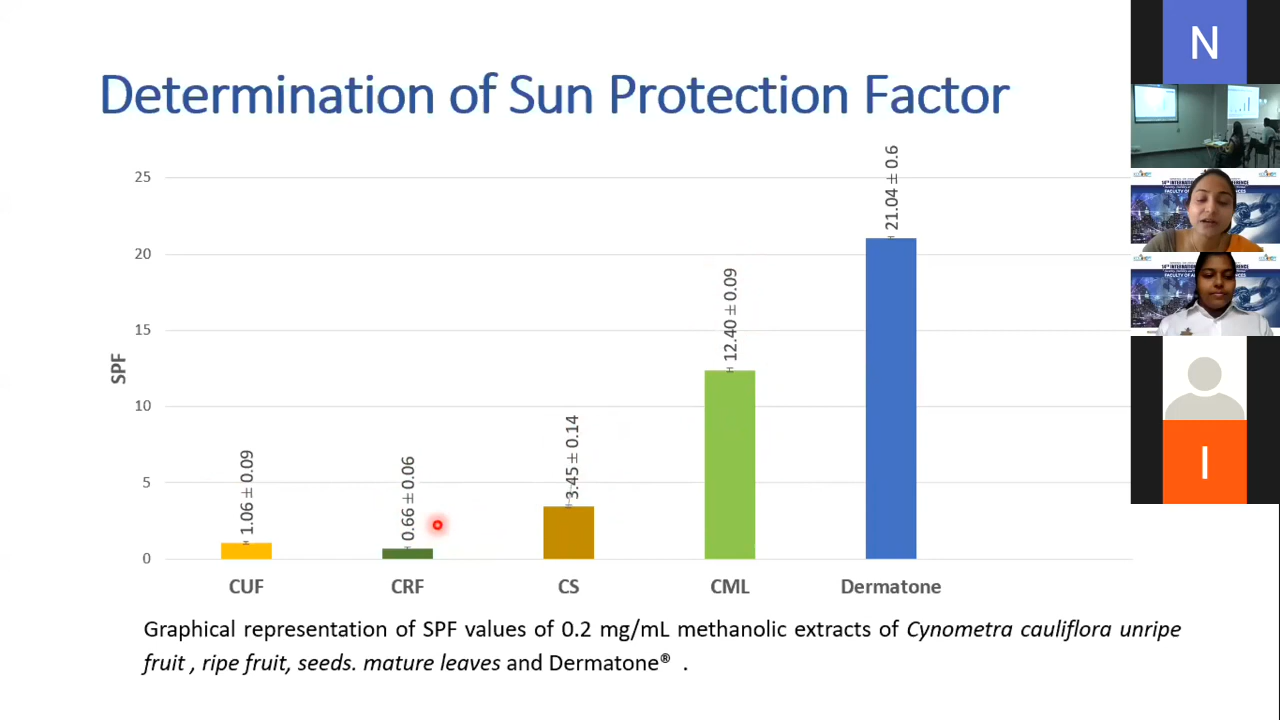 Determination of Sun Protection Factor
SPF
25
20
15
10
5
0
1.06 ± 0.09
0.66 ± 0.06
3.45 ± 0.14
12.40 ± 0.09
21.04 ± 0.6
CUF CRF CS CML Dermatone
Graphical representation of SPF values of 0.2 mg/mL methanolic extracts of Cynometra cauliflora unripe
fruit , ripe fruit, seeds. mature leaves and Dermatone® .
N
I